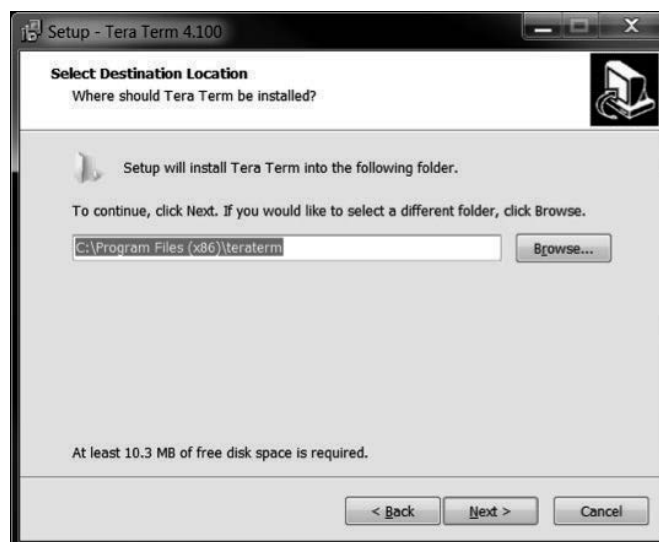 Setup - Tera Term 4.100
Select Destination Location
Where should Tera Term be installed?
Setup will install Tera Term into the following folder.
To continue, click Next. If you would like to select a different folder, click Browse.
C:\Program Files (x86)\teraterm
Browse...
At least 10.3 MB of free disk space is required.
< Back
Next >
Cancel